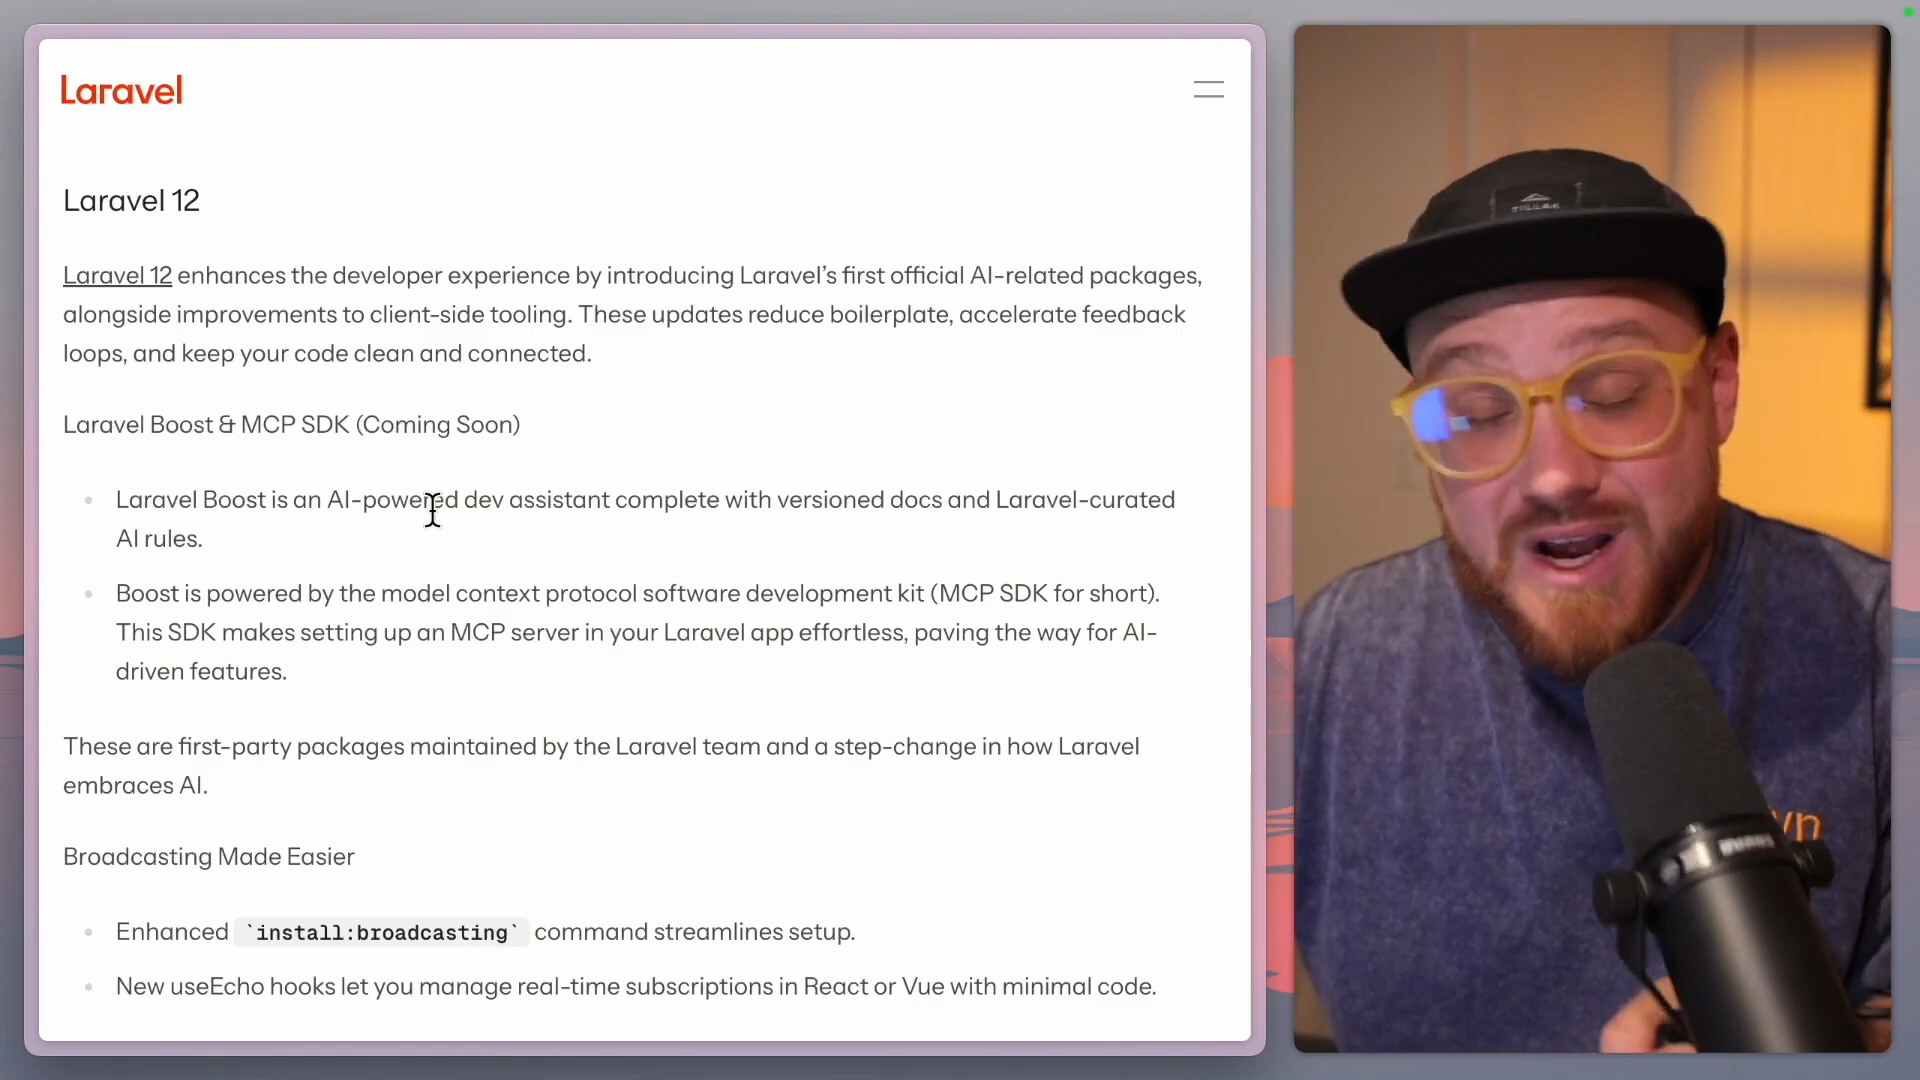 Laravel
Laravel 12
Laravel 12 enhances the developer experience by introducing Laravel’s first official AI-related packages,
alongside improvements to client-side tooling. These updates reduce boilerplate, accelerate feedback
loops, and keep your code clean and connected.
Laravel Boost & MCP SDK (Coming Soon)
Laravel Boost is an AI-powered dev assistant complete with versioned docs and Laravel-curated
AI rules.
Boost is powered by the model context protocol software development kit (MCP SDK for short).
This SDK makes setting up an MCP server in your Laravel app effortless, paving the way for AI-
driven features.
These are first-party packages maintained by the Laravel team and a step-change in how Laravel
embraces AI.
Broadcasting Made Easier
Enhanced `install:broadcasting` command streamlines setup.
New useEcho hooks let you manage real-time subscriptions in React or Vue with minimal code.